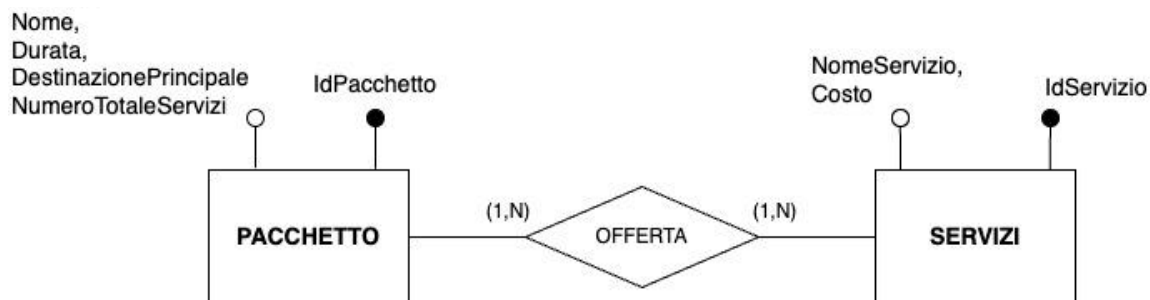 Nome,
Durata,
DestinazionePrincipale
NumeroTotaleServizi
IdPacchetto
NomeServizio,
Costo
IdServizio
PACCHETTO
(1,N)
OFFERTA
(1,N)
SERVIZI